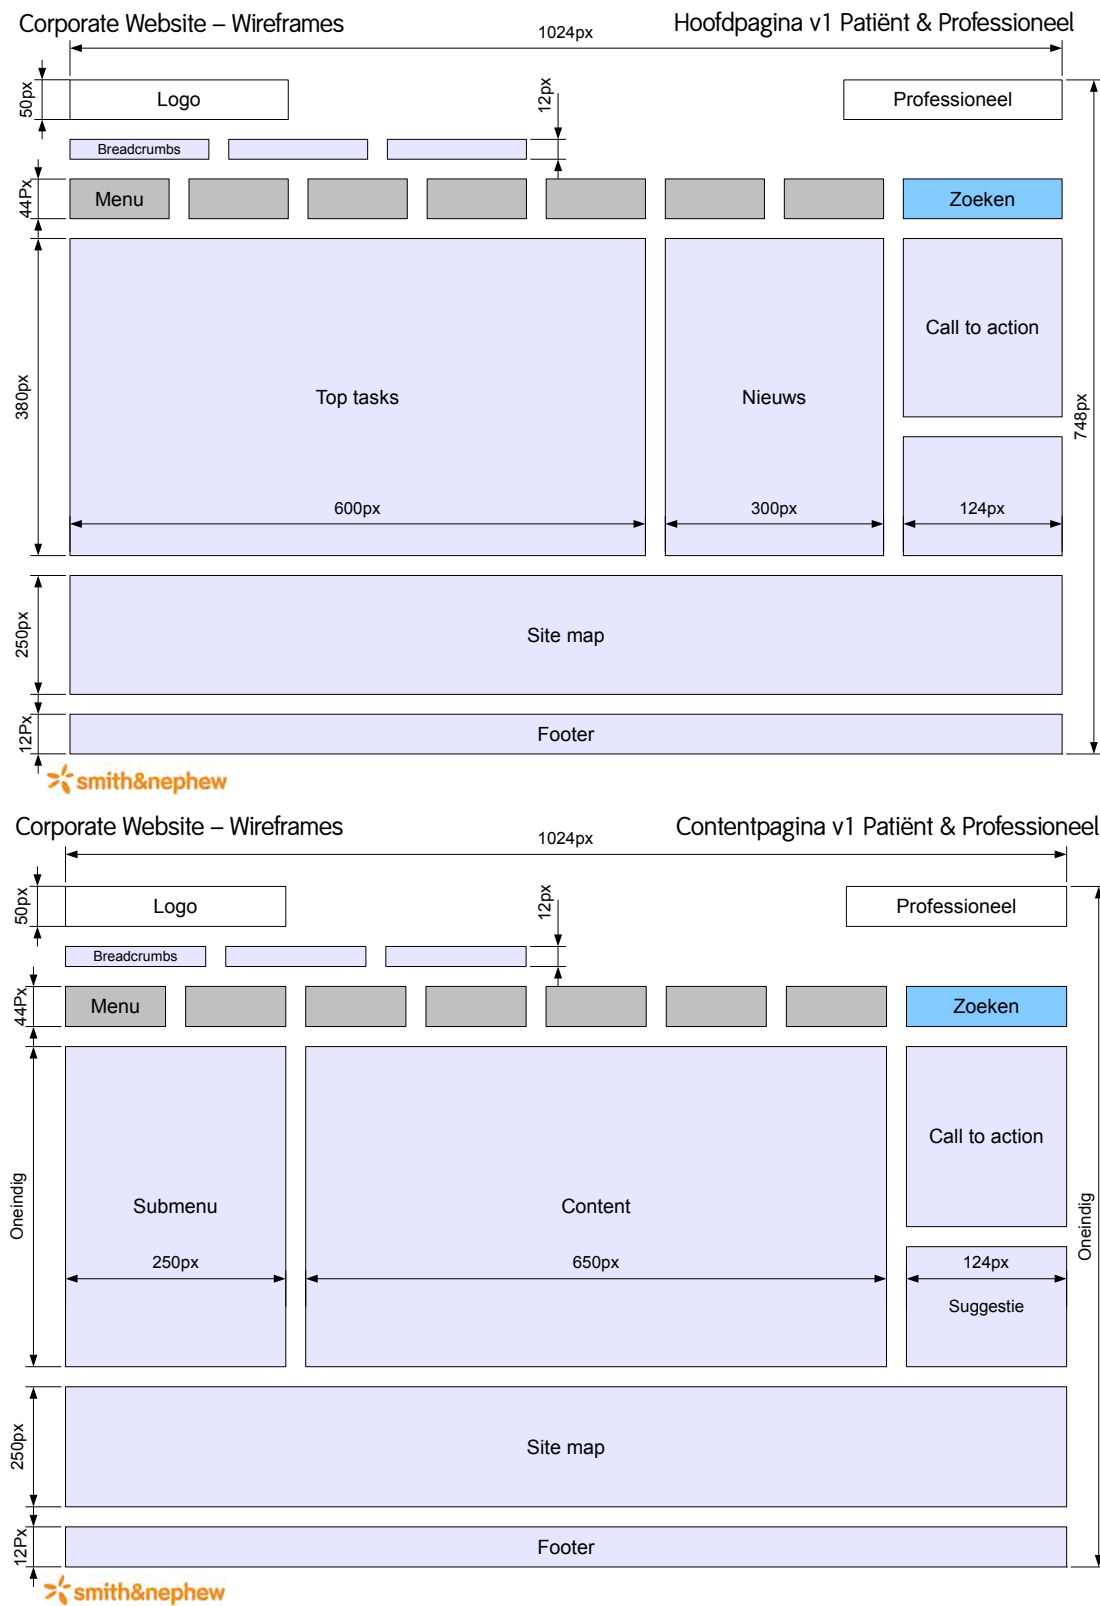 Corporate Website – Wireframes
Hoofdpagina v1 Patiënt & Professioneel
1024px
50px
Logo
12px
Professioneel
Breadcrumbs
44Px
Menu
Zoeken
380px
Top tasks
Nieuws
Call to action
748px
600px
300px
124px
250px
Site map
12Px
Footer
smith&nephew
Corporate Website – Wireframes
Contentpagina v1 Patiënt & Professioneel
1024px
50px
Logo
12px
Professioneel
Breadcrumbs
44Px
Menu
Zoeken
Oneindig
Submenu
Content
Call to action
Oneindig
250px
650px
124px
Suggestie
250px
Site map
12Px
Footer
smith&nephew